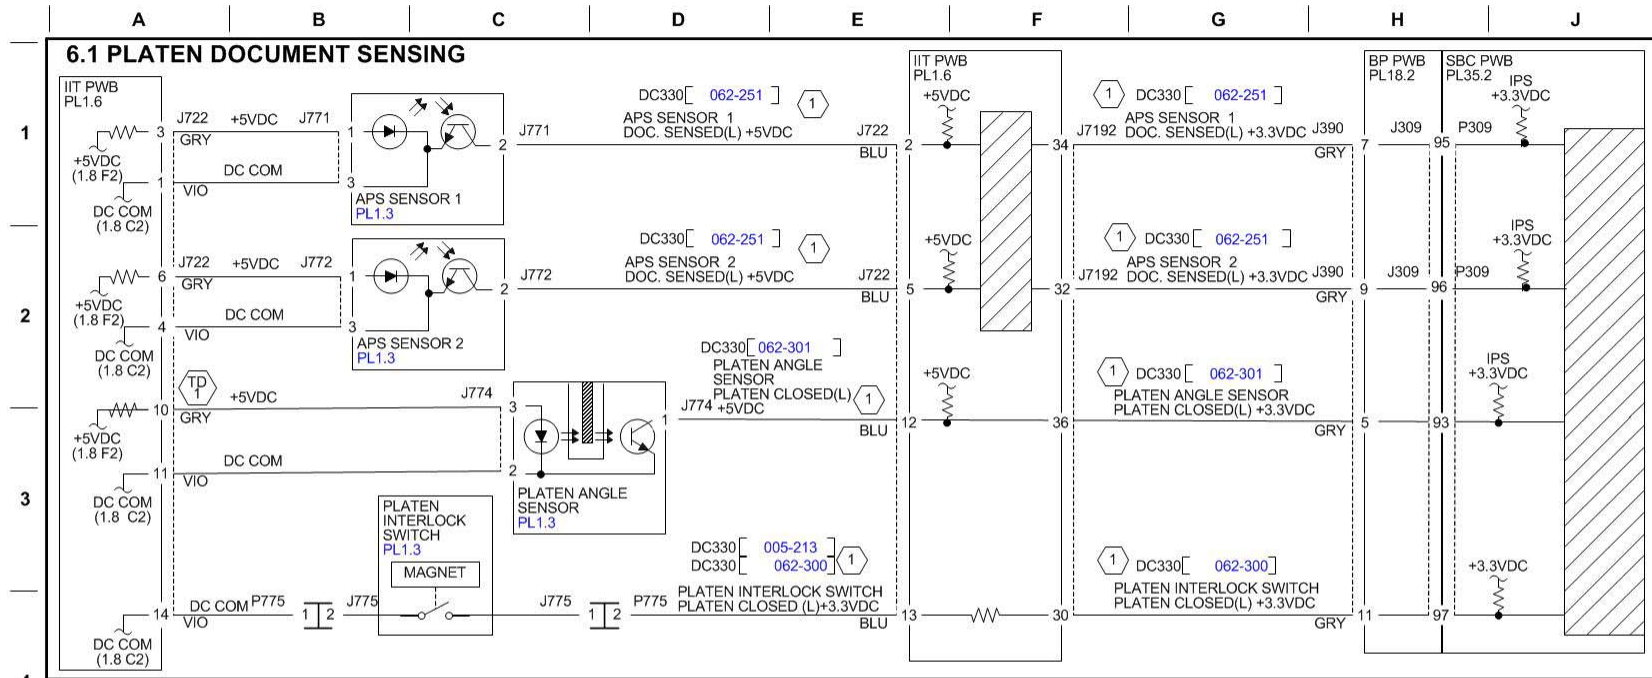 A B C D E F G H J
6.1 PLATEN DOCUMENT SENSING
1
IIT PWB
PL1.6
3
J722 +5VDC J771
GRY
+5VDC
(1.8 F2)
1
DC COM
VIO
DC COM
(1.8 C2)
1
3
2
J771
APS SENSOR 1
PL1.3
DC330[ 062-251 ] 1
APS SENSOR 1
DOC. SENSED(L) +5VDC
J722
BLU
2
IIT PWB
PL1.6
+5VDC
34
J7192
1 DC330[ 062-251 ]
APS SENSOR 1
DOC. SENSED(L) +3.3VDC
J390
GRY
7
BP PWB
PL18.2
J309
95
P309
SBC PWB
PL35.2
IPS
+3.3VDC
2
6
J722 +5VDC J772
GRY
+5VDC
(1.8 F2)
4
DC COM
VIO
DC COM
(1.8 C2)
1
3
2
J772
APS SENSOR 2
PL1.3
DC330[ 062-251 ] 1
APS SENSOR 2
DOC. SENSED(L) +5VDC
J722
BLU
5
+5VDC
32
J7192
1 DC330[ 062-251 ]
APS SENSOR 2
DOC. SENSED(L) +3.3VDC
J390
GRY
9
J309
96
P309
IPS
+3.3VDC
3
TD
1
10
+5VDC J774
GRY
+5VDC
(1.8 F2)
11
DC COM
VIO
DC COM
(1.8 C2)
3
2
1
PLATEN ANGLE
SENSOR
PL1.3
DC330[ 062-301 ]
PLATEN ANGLE
SENSOR
PLATEN CLOSED(L)
J774 +5VDC
1
BLU
12
+5VDC
36
1 DC330[ 062-301 ]
PLATEN ANGLE SENSOR
PLATEN CLOSED(L) +3.3VDC
GRY
5
93
IPS
+3.3VDC
14
DC COM P775
VIO
DC COM
(1.8 C2)
1 2
J775
PLATEN
INTERLOCK
SWITCH
PL1.3
MAGNET
J775
1 2
P775
DC330[ 005-213 ]
DC330[ 062-300] 1
PLATEN INTERLOCK SWITCH
PLATEN CLOSED (L)+3.3VDC
BLU
13
30
1 DC330[ 062-300]
PLATEN INTERLOCK SWITCH
PLATEN CLOSED(L) +3.3VDC
GRY
11
97
+3.3VDC